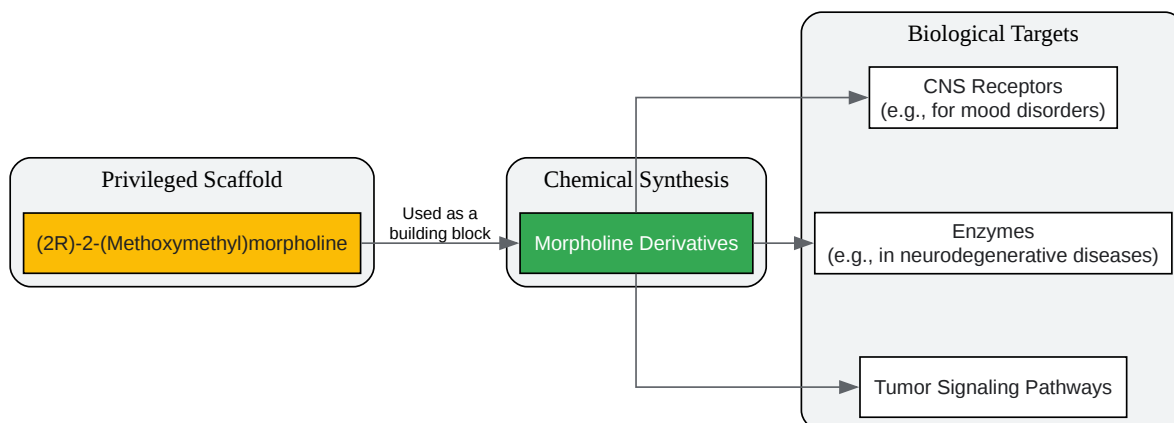 Privileged Scaffold
(2R)-2-(Methoxymethyl)morpholine
Used as a
building block
Chemical Synthesis
Morpholine Derivatives
Biological Targets
CNS Receptors
(e.g., for mood disorders)
Enzymes
(e.g., in neurodegenerative diseases)
Tumor Signaling Pathways